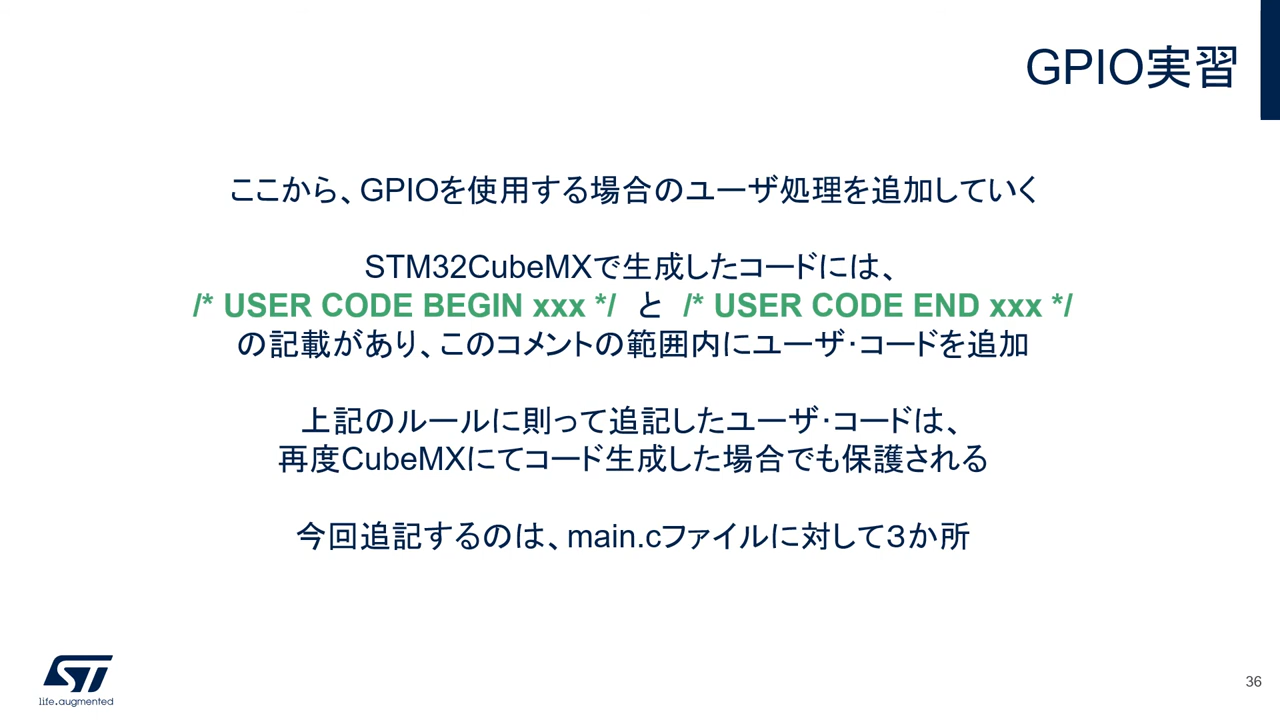 GPIO実習
ここから、GPIOを使用する場合のユーザ処理を追加していく
STM32CubeMXで生成したコードには、
/* USER CODE BEGIN xxx */ と /* USER CODE END xxx */
の記載があり、このコメントの範囲内にユーザ・コードを追加
上記のルールに則って追記したユーザ・コードは、
再度CubeMXにてコード生成した場合でも保護される
今回追記するのは、main.cファイルに対して３か所
ST
life.augmented
36